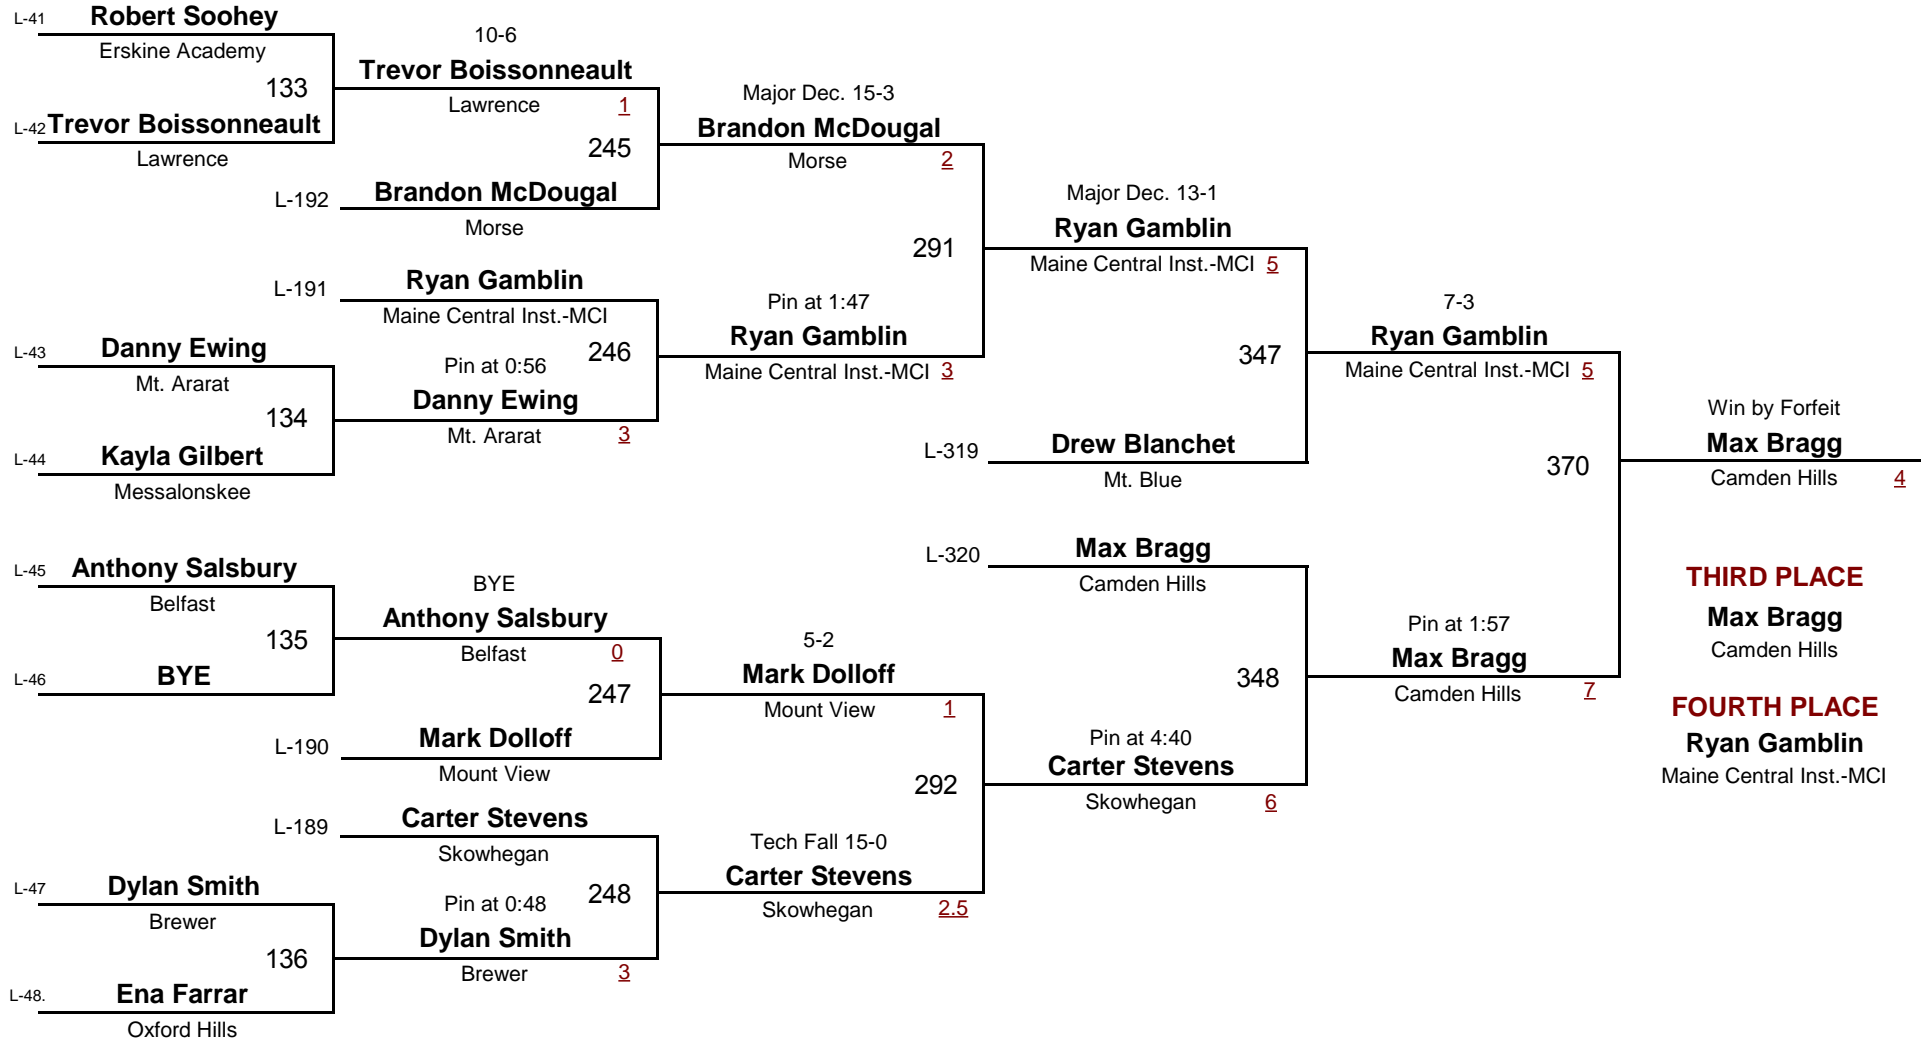 L-41 Robert Soohey
Erskine Academy
133
L-42 Trevor Boissonneault
Lawrence
10-6
Trevor Boissonneault
Lawrence 1
245
L-192 Brandon McDougal
Morse
Major Dec. 15-3
Brandon McDougal
Morse 2
291
L-191 Ryan Gamblin
Maine Central Inst.-MCI
246
L-43 Danny Ewing
Mt. Ararat
134
L-44 Kayla Gilbert
Messalonskee
Pin at 0:56
Danny Ewing
Mt. Ararat 3
Pin at 1:47
Ryan Gamblin
Maine Central Inst.-MCI 3
Major Dec. 13-1
Ryan Gamblin
Maine Central Inst.-MCI 5
347
L-319 Drew Blanchet
Mt. Blue
7-3
Ryan Gamblin
Maine Central Inst.-MCI 5
370
Win by Forfeit
Max Bragg
Camden Hills 4
L-45 Anthony Salsbury
Belfast
135
L-46 BYE
BYE
Anthony Salsbury
Belfast 0
247
L-190 Mark Dolloff
Mount View
5-2
Mark Dolloff
Mount View 1
292
L-189 Carter Stevens
Skowhegan
248
L-47 Dylan Smith
Brewer
136
L-48. Ena Farrar
Oxford Hills
Pin at 0:48
Dylan Smith
Brewer 3
Tech Fall 15-0
Carter Stevens
Skowhegan 2.5
L-320 Max Bragg
Camden Hills
348
Pin at 4:40
Carter Stevens
Skowhegan 6
Pin at 1:57
Max Bragg
Camden Hills 7
THIRD PLACE
Max Bragg
Camden Hills
FOURTH PLACE
Ryan Gamblin
Maine Central Inst.-MCI